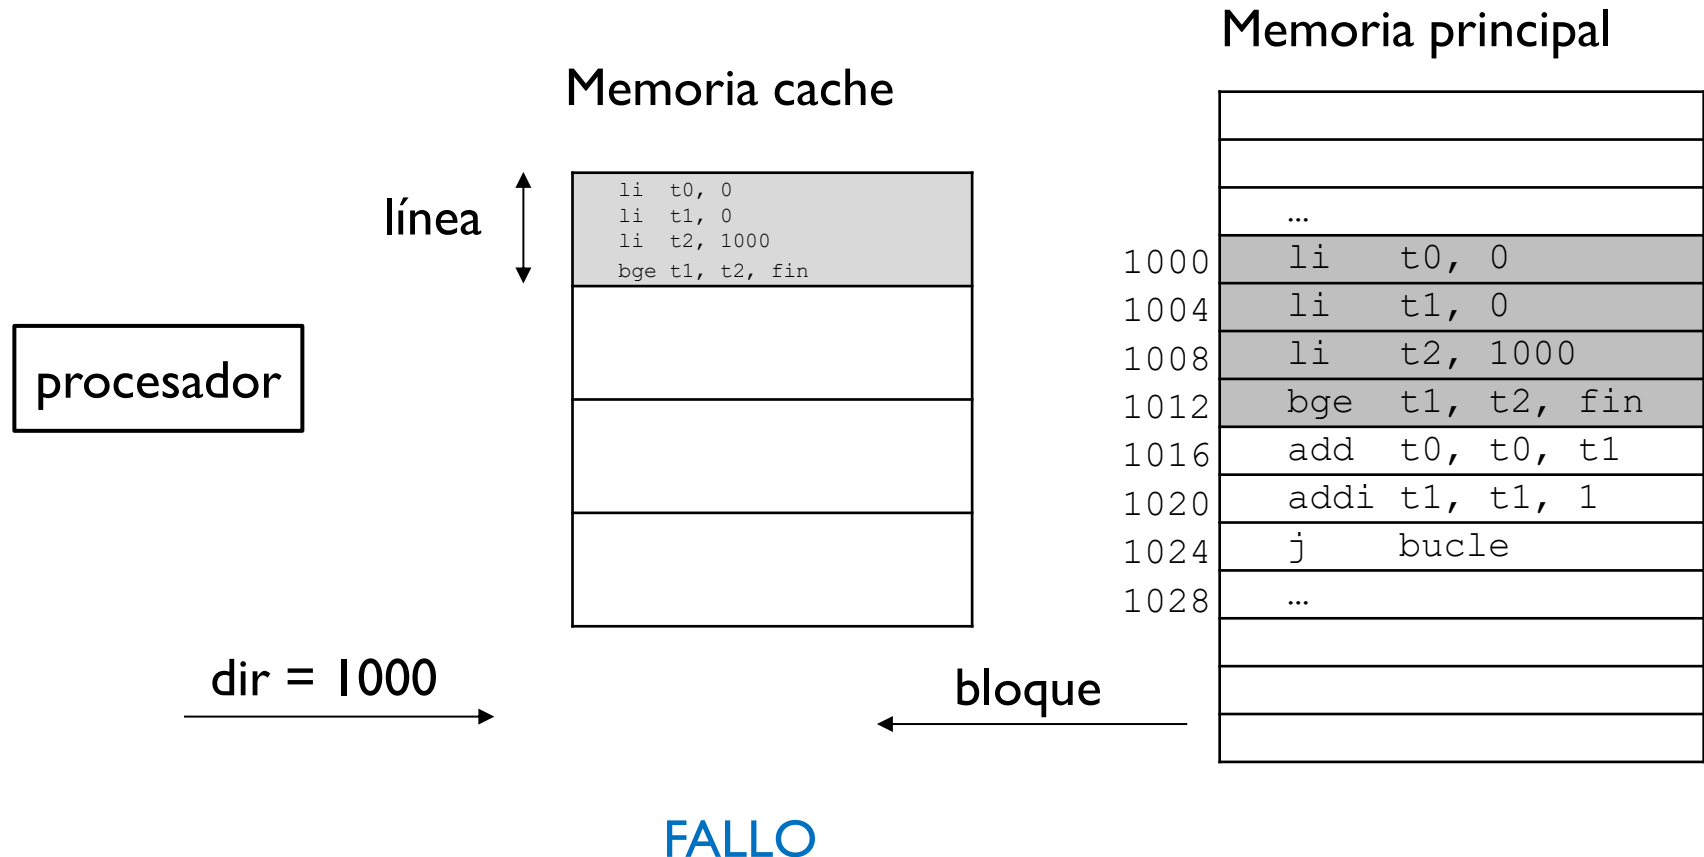 Memoria principal
Memoria cache
línea
li t0, 0
li t1, 0
li t2, 1000
bge t1, t2, fin
procesador
…
1000 li t0, 0
1004 li t1, 0
1008 li t2, 1000
1012 bge t1, t2, fin
1016 add t0, t0, t1
1020 addi t1, t1, 1
1024 j bucle
1028 …
dir = 1000
bloque
FALLO